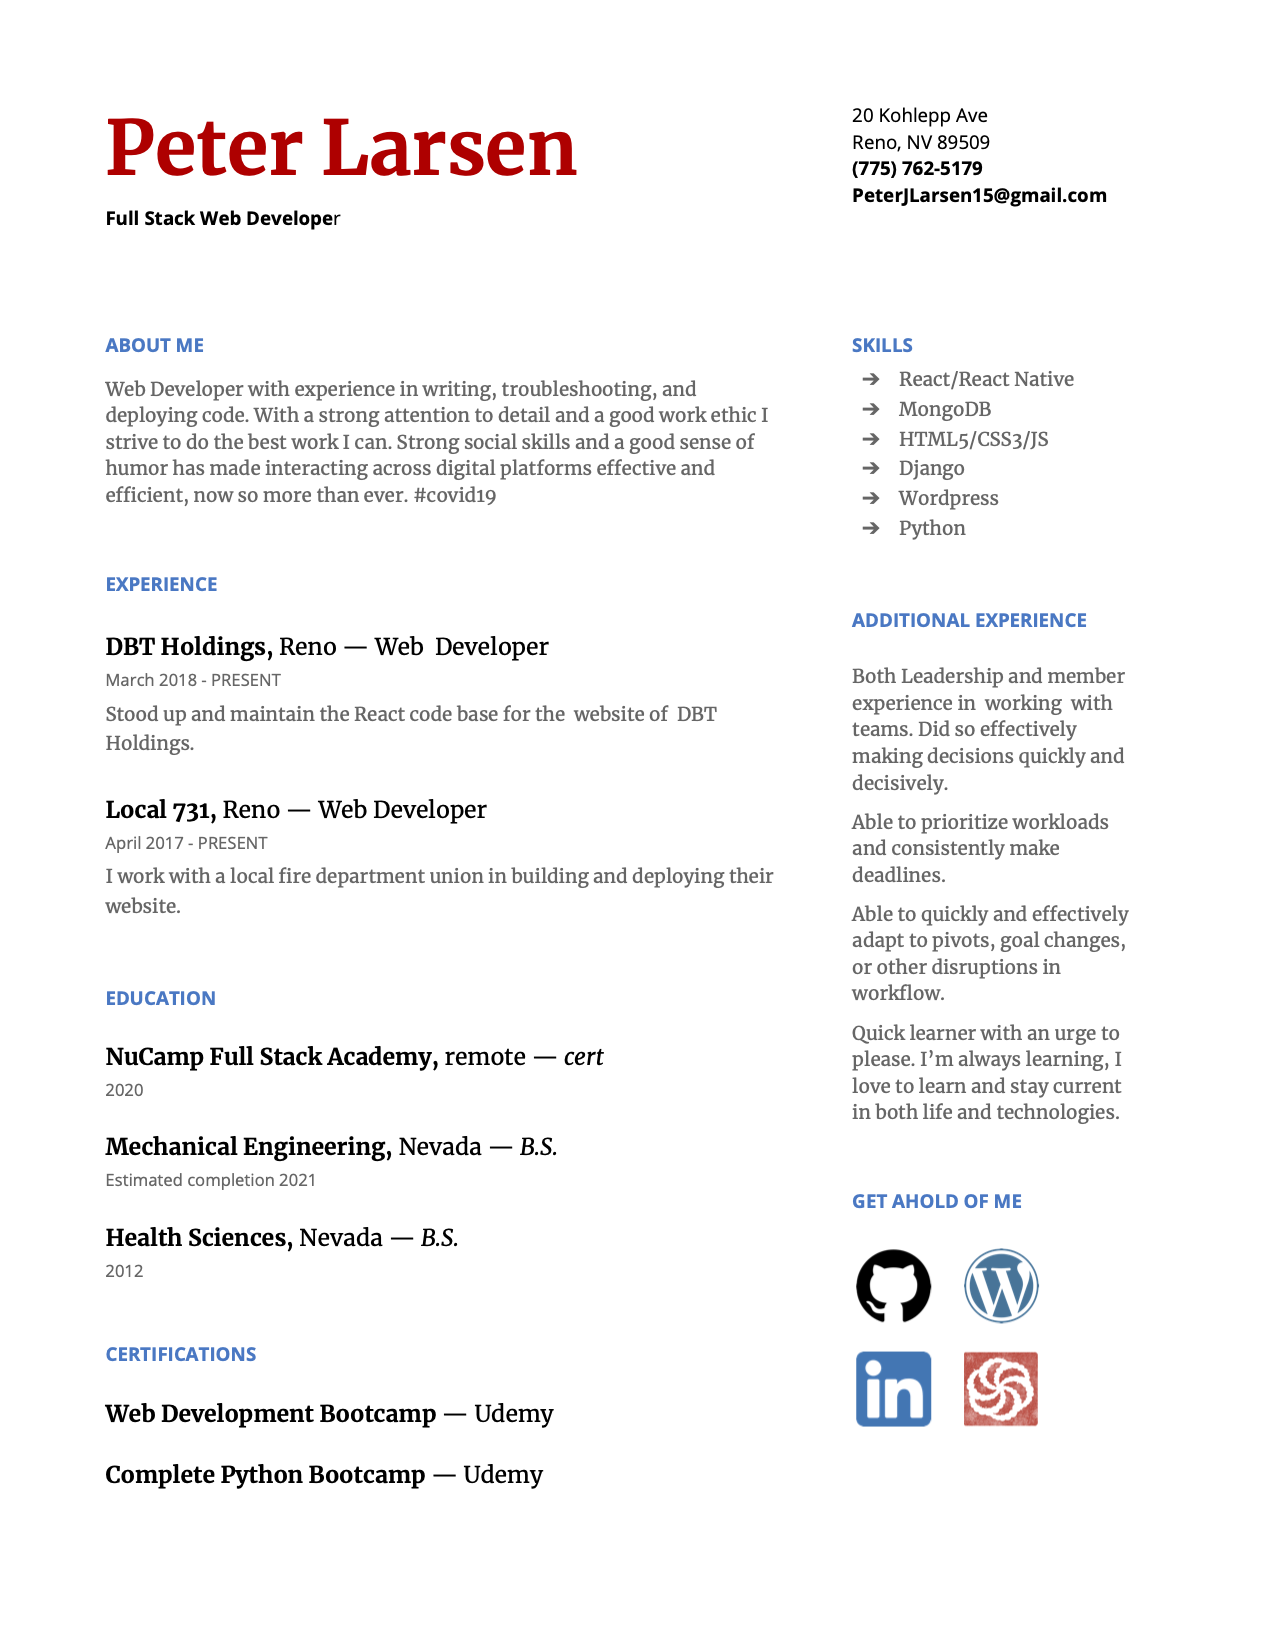 Peter Larsen
Full Stack Web Developer
20 Kohlepp Ave
Reno, NV 89509
(775) 762-5179
PeterJLarsen15@gmail.com
ABOUT ME
Web Developer with experience in writing, troubleshooting, and
deploying code. With a strong attention to detail and a good work ethic I
strive to do the best work I can. Strong social skills and a good sense of
humor has made interacting across digital platforms effective and
efficient, now so more than ever. #covid19
EXPERIENCE
DBT Holdings, Reno — Web  Developer
March 2018 - PRESENT
Stood up and maintain the React code base for the  website of  DBT
Holdings.
Local 731, Reno — Web Developer
April 2017 - PRESENT
I work with a local fire department union in building and deploying their
website.
EDUCATION
NuCamp Full Stack Academy, remote — cert
2020
Mechanical Engineering, Nevada — B.S.
Estimated completion 2021
Health Sciences, Nevada — B.S.
2012
CERTIFICATIONS
Web Development Bootcamp — Udemy
Complete Python Bootcamp — Udemy
SKILLS
➔ React/React Native
➔ MongoDB
➔ HTML5/CSS3/JS
➔ Django
➔ Wordpress
➔ Python
ADDITIONAL EXPERIENCE
Both Leadership and member
experience in  working  with
teams. Did so effectively
making decisions quickly and
decisively.
Able to prioritize workloads
and consistently make
deadlines.
Able to quickly and effectively
adapt to pivots, goal changes,
or other disruptions in
workflow.
Quick learner with an urge to
please. I’m always learning, I
love to learn and stay current
in both life and technologies.
GET AHOLD OF ME
W
in